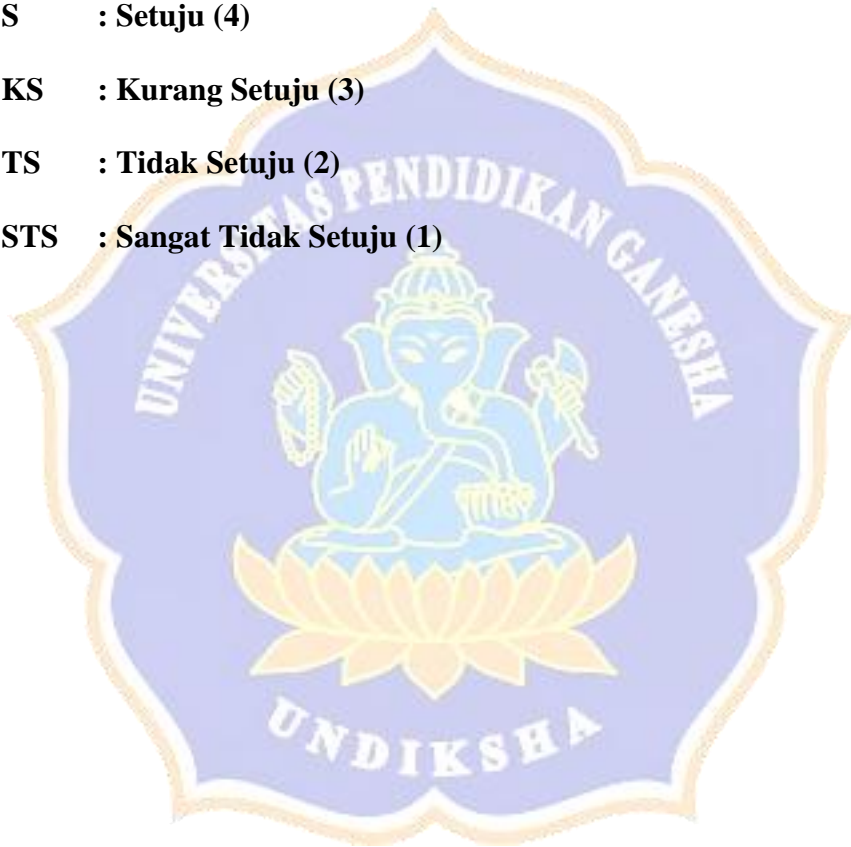 S : Setuju (4)
KS : Kurang Setuju (3)
TS : Tidak Setuju (2)
STS : Sangat Tidak Setuju (1)
UNIVERSITAS PENDIDIKAN GANESHA
UNDIKSHA